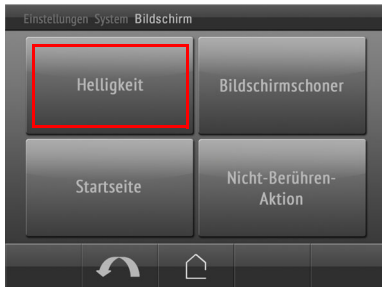 Einstellungen System Bildschirm
Helligkeit
Bildschirmschoner
Startseite
Nicht-Berühren-
Aktion